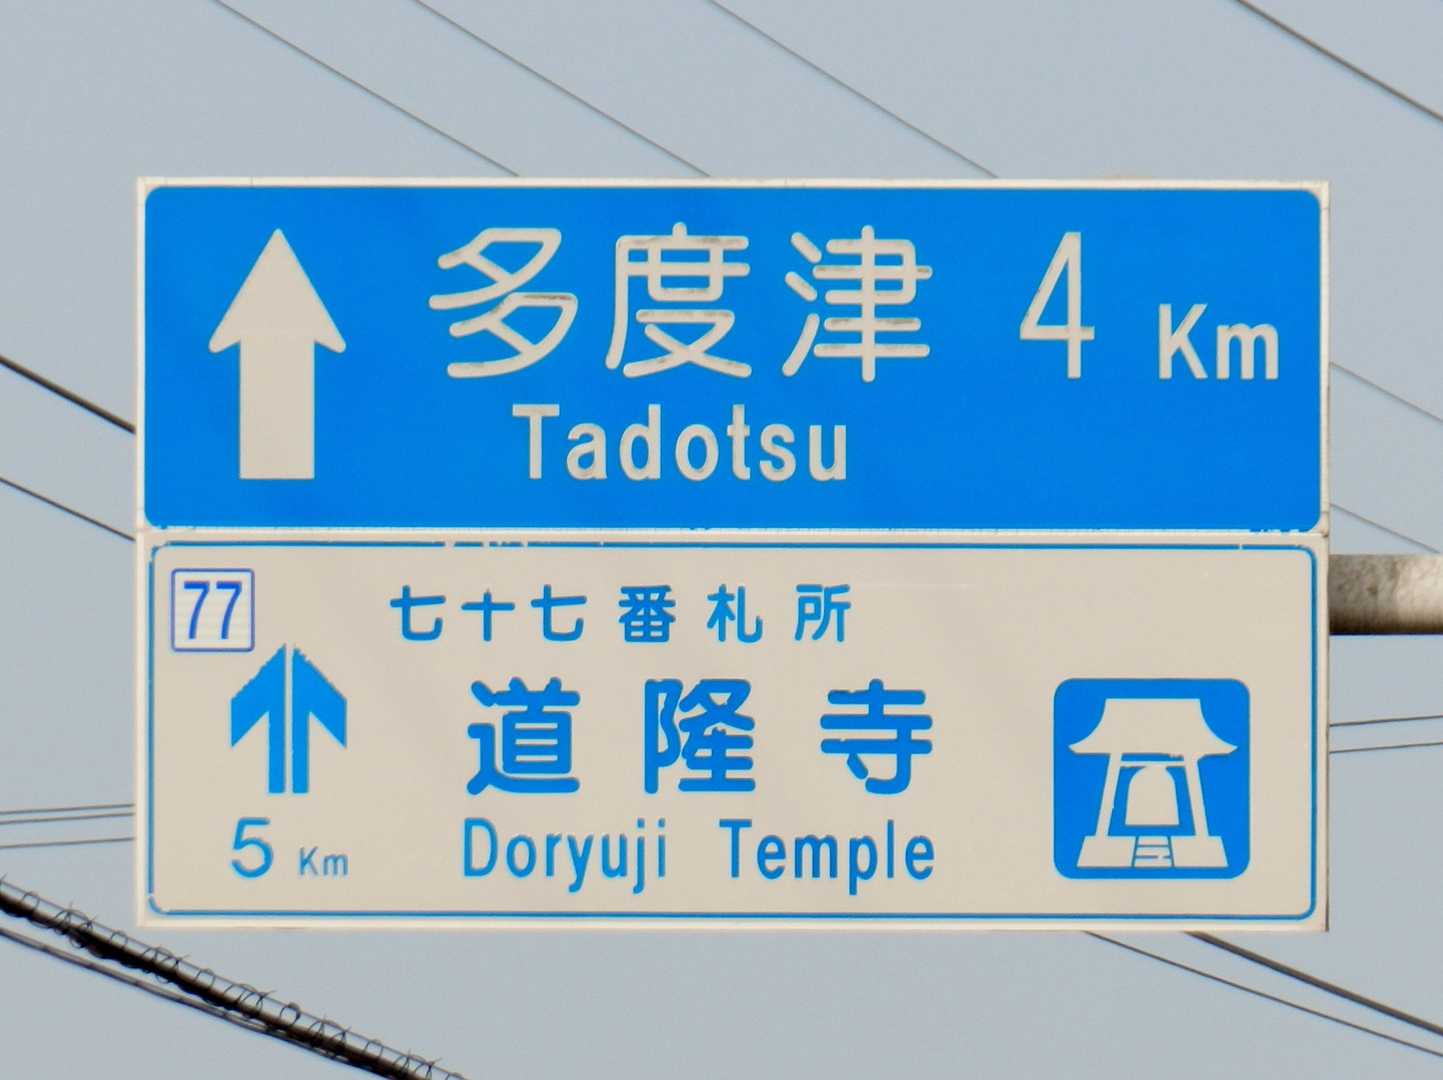 多度津 4 Km
Tadotsu
77
七十七番札所
道隆寺
5 Km
Doryuji Temple